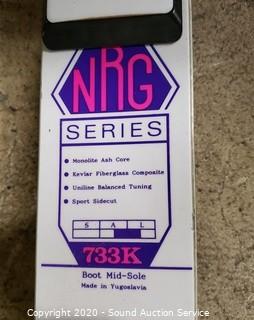 NRG
SERIES
Monolite Ash Core
Kevlar Fiberglass Composite
Uniline Balanced Tuning
Sport Sidecut
S A L
733K
Boot Mid-Sole
Made in Yugoslavia
Copyright 2020 - Sound Auction Service